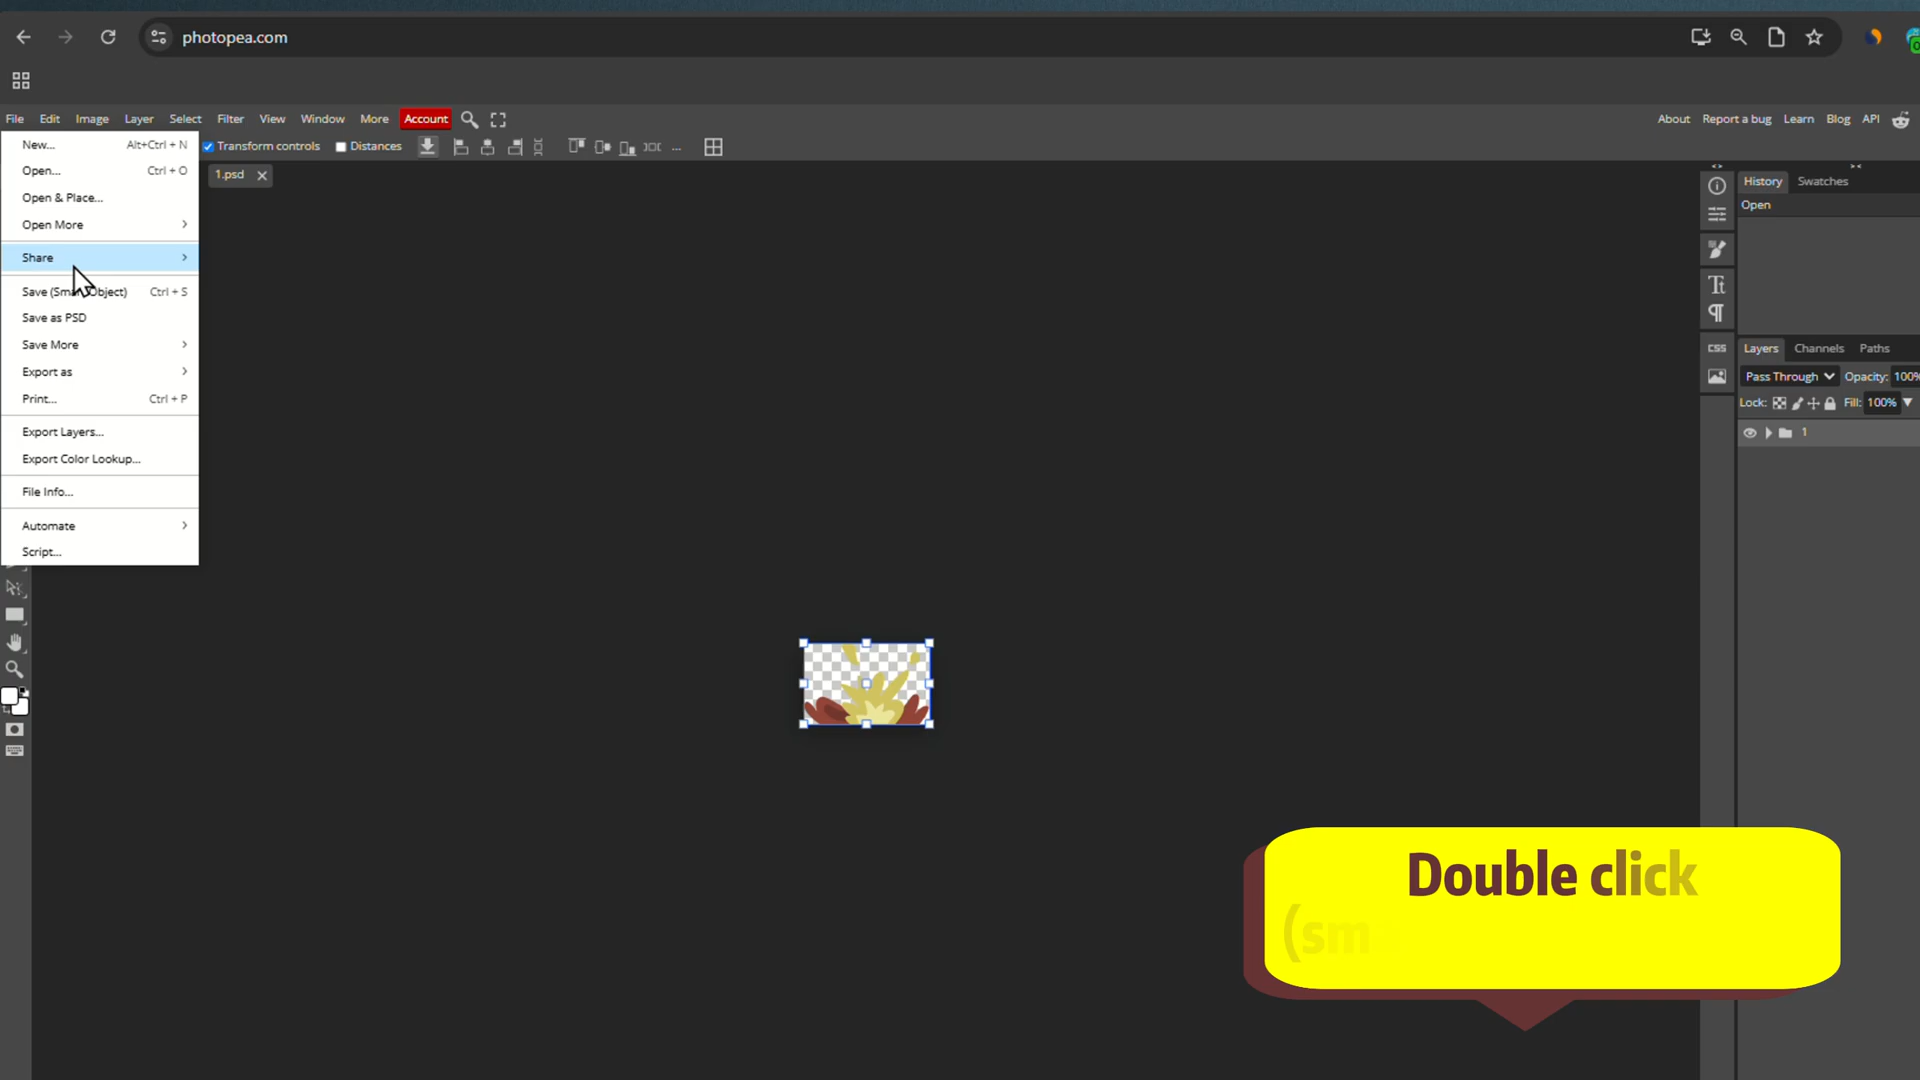 photopea.com
File Edit Image Layer Select Filter View Window More Account
About Report a bug Learn Blog API
Transform controls Distances ...
1.psd
New... Alt+Ctrl + N
Open... Ctrl + O
Open & Place...
Open More
Share
Save (Smart Object) Ctrl + S
Save as PSD
Save More
Export as
Print... Ctrl + P
Export Layers...
Export Color Lookup...
File Info...
Automate
Script...
History Swatches
Open
CSS
Layers Channels Paths
Pass Through Opacity: 100%
Lock: Fill: 100%
1
Double click
(sm